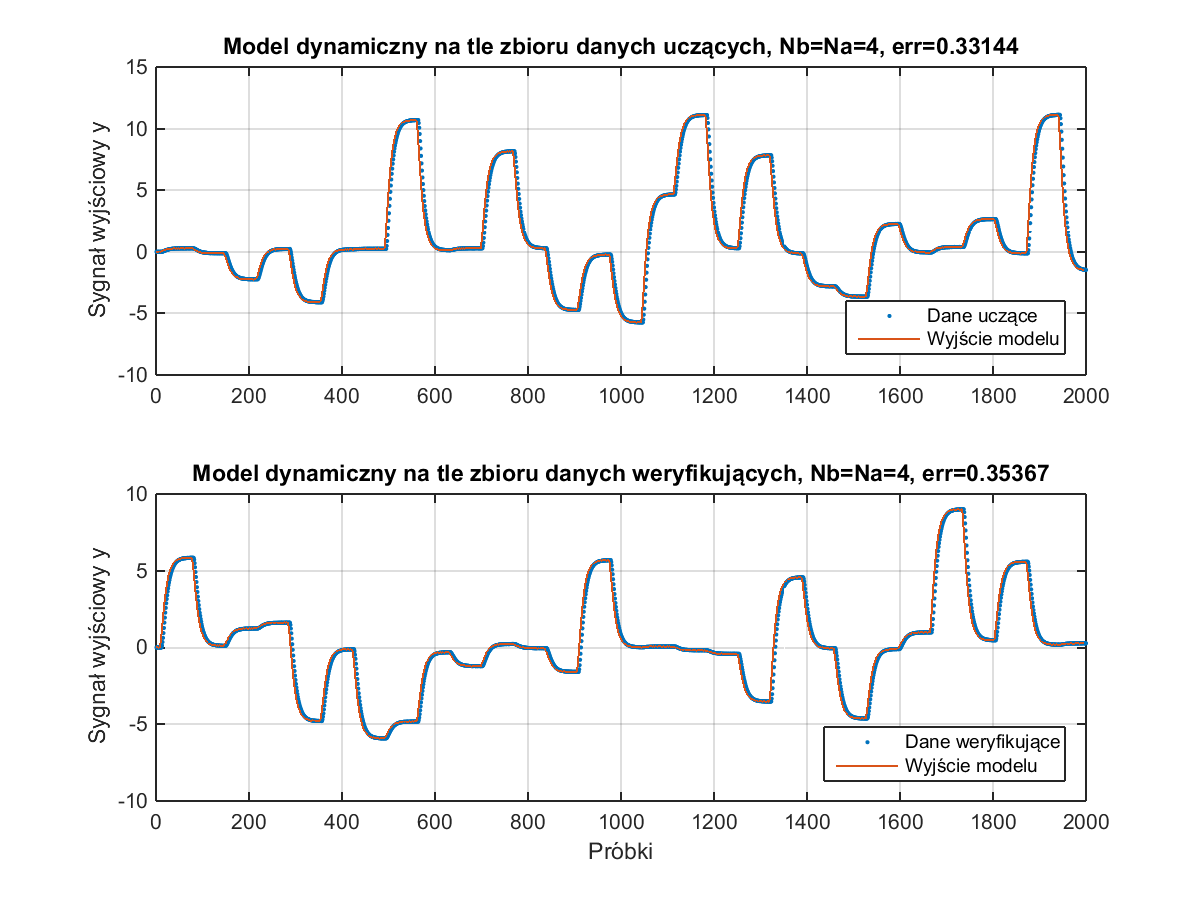 Model dynamiczny na tle zbioru danych uczących, Nb=Na=4, err=0.33144
Sygnał wyjściowy y
15
10
5
0
-5
-10
0 200 400 600 800 1000 1200 1400 1600 1800 2000
Dane uczące
Wyjście modelu
Model dynamiczny na tle zbioru danych weryfikujących, Nb=Na=4, err=0.35367
Sygnał wyjściowy y
10
5
0
-5
-10
0 200 400 600 800 1000 1200 1400 1600 1800 2000
Dane weryfikujące
Wyjście modelu
Próbki